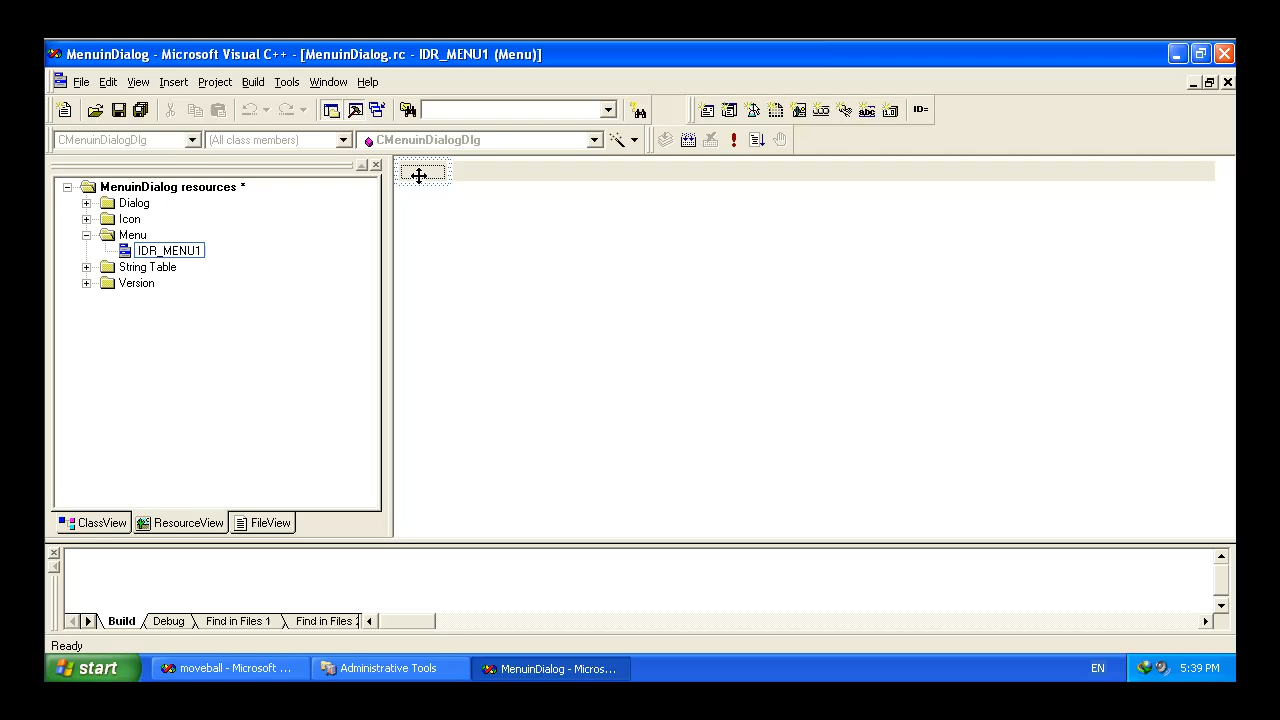 MenuinDialog - Microsoft Visual C++ - [MenuinDialog.rc - IDR_MENU1 (Menu)]
File Edit View Insert Project Build Tools Window Help
ID=
CMenuinDialogDlg (All class members) CMenuinDialogDlg
MenuinDialog resources *
Dialog
Icon
Menu
IDR_MENU1
String Table
Version
ClassView ResourceView FileView
Build Debug Find in Files 1 Find in Files
Ready
start moveball - Microsoft ... Administrative Tools MenuinDialog - Micros... EN 5:39 PM